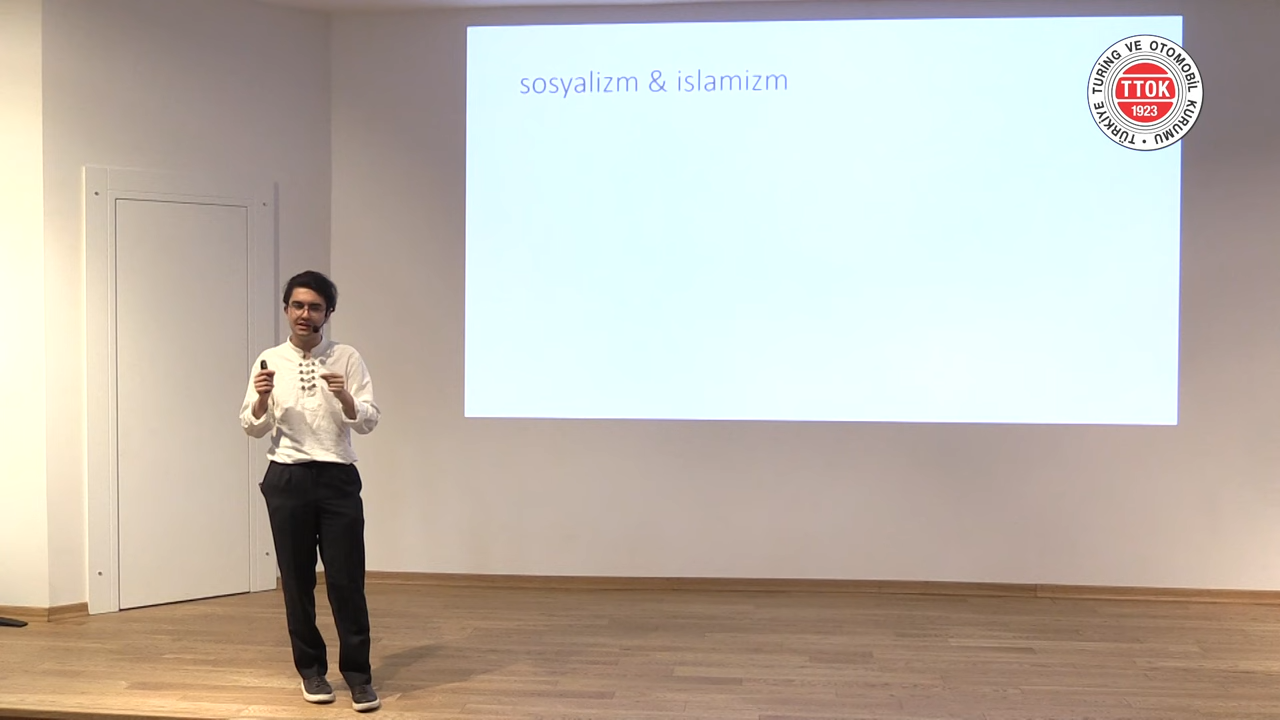 sosyalizm & islamizm
TÜRKİYE TURİNG VE OTOMOBİL KURUMU •
TTOK
1923